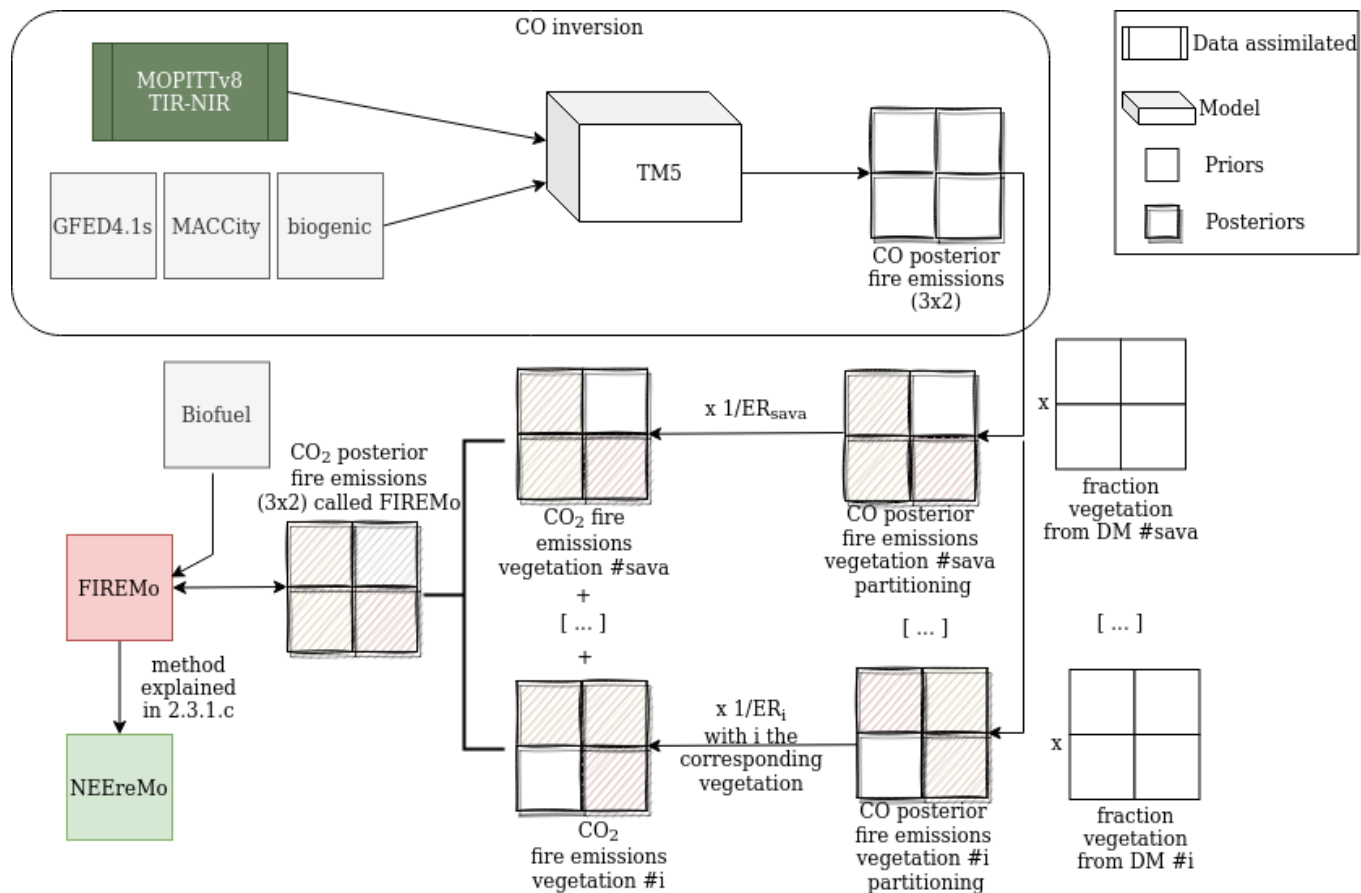 CO inversion
MOPITTv8
TIR-NIR
GFED4.1s
MACCity
biogenic
TM5
CO posterior
fire emissions
(3x2)
Data assimilated
Model
Priors
Posteriors
Biofuel
CO₂ posterior
fire emissions
(3x2) called FIREMo
FIREMo
method
explained
in 2.3.1.c
NEEreMo
CO₂ fire
emissions
vegetation #sava
+
[ ... ]
+
CO₂
fire emissions
vegetation #i
x 1/ERsava
x 1/ERi
with i the
corresponding
vegetation
CO posterior
fire emissions
vegetation #sava
partitioning
[ ... ]
CO posterior
fire emissions
vegetation #i
partitioning
x
fraction
vegetation
from DM #sava
[ ... ]
x
fraction
vegetation
from DM #i